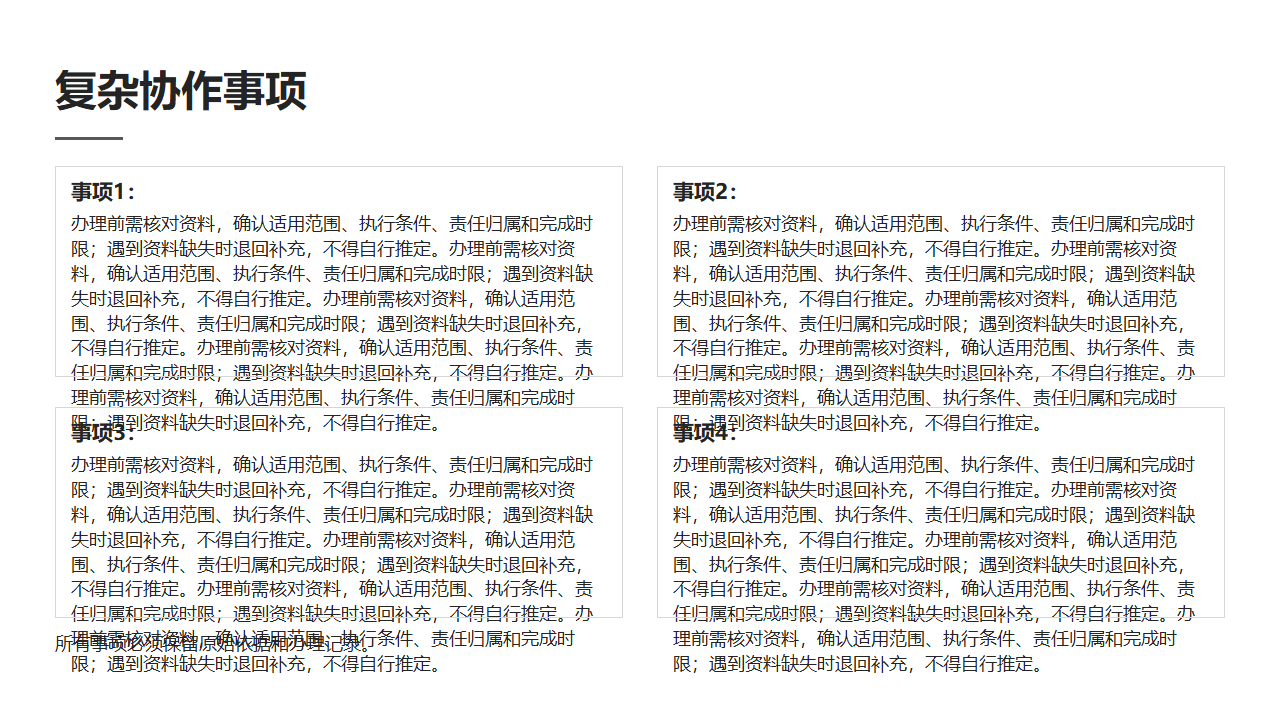 复杂协作事项
事项1：
办理前需核对资料，确认适用范围、执行条件、责任归属和完成时
限；遇到资料缺失时退回补充，不得自行推定。办理前需核对资
料，确认适用范围、执行条件、责任归属和完成时限；遇到资料缺
失时退回补充，不得自行推定。办理前需核对资料，确认适用范
围、执行条件、责任归属和完成时限；遇到资料缺失时退回补充，
不得自行推定。办理前需核对资料，确认适用范围、执行条件、责
任归属和完成时限；遇到资料缺失时退回补充，不得自行推定。办
理前需核对资料，确认适用范围、执行条件、责任归属和完成时
限；遇到资料缺失时退回补充，不得自行推定。
事项2：
办理前需核对资料，确认适用范围、执行条件、责任归属和完成时
限；遇到资料缺失时退回补充，不得自行推定。办理前需核对资
料，确认适用范围、执行条件、责任归属和完成时限；遇到资料缺
失时退回补充，不得自行推定。办理前需核对资料，确认适用范
围、执行条件、责任归属和完成时限；遇到资料缺失时退回补充，
不得自行推定。办理前需核对资料，确认适用范围、执行条件、责
任归属和完成时限；遇到资料缺失时退回补充，不得自行推定。办
理前需核对资料，确认适用范围、执行条件、责任归属和完成时
限；遇到资料缺失时退回补充，不得自行推定。
事项3：
办理前需核对资料，确认适用范围、执行条件、责任归属和完成时
限；遇到资料缺失时退回补充，不得自行推定。办理前需核对资
料，确认适用范围、执行条件、责任归属和完成时限；遇到资料缺
失时退回补充，不得自行推定。办理前需核对资料，确认适用范
围、执行条件、责任归属和完成时限；遇到资料缺失时退回补充，
不得自行推定。办理前需核对资料，确认适用范围、执行条件、责
任归属和完成时限；遇到资料缺失时退回补充，不得自行推定。办
理前需核对资料，确认适用范围、执行条件、责任归属和完成时
限；遇到资料缺失时退回补充，不得自行推定。
事项4：
办理前需核对资料，确认适用范围、执行条件、责任归属和完成时
限；遇到资料缺失时退回补充，不得自行推定。办理前需核对资
料，确认适用范围、执行条件、责任归属和完成时限；遇到资料缺
失时退回补充，不得自行推定。办理前需核对资料，确认适用范
围、执行条件、责任归属和完成时限；遇到资料缺失时退回补充，
不得自行推定。办理前需核对资料，确认适用范围、执行条件、责
任归属和完成时限；遇到资料缺失时退回补充，不得自行推定。办
理前需核对资料，确认适用范围、执行条件、责任归属和完成时
限；遇到资料缺失时退回补充，不得自行推定。
所有事项必须保留原始依据和办理记录。